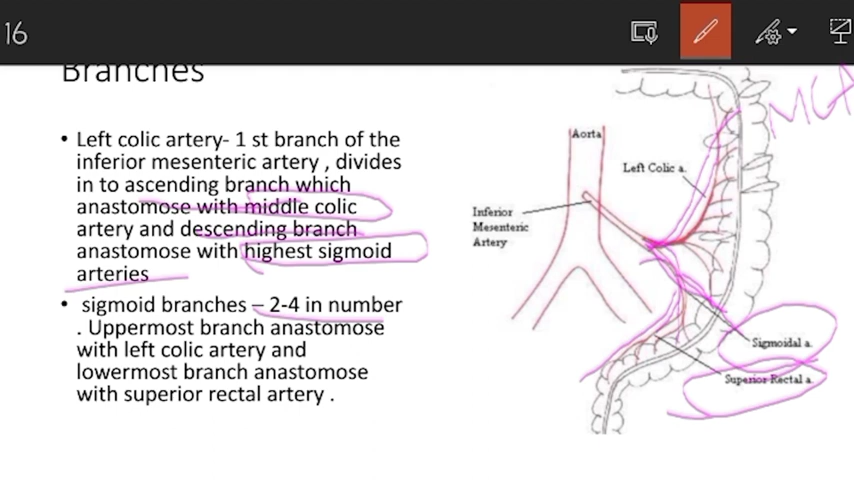 16
Branches
• Left colic artery- 1 st branch of the
inferior mesenteric artery , divides
in to ascending branch which
anastomose with middle colic
artery and descending branch
anastomose with highest sigmoid
arteries
• sigmoid branches – 2-4 in number
. Uppermost branch anastomose
with left colic artery and
lowermost branch anastomose
with superior rectal artery .
Aorta
Left Colic a.
Inferior
Mesenteric
Artery
Sigmoidal a.
Superior Rectal a.
MCA